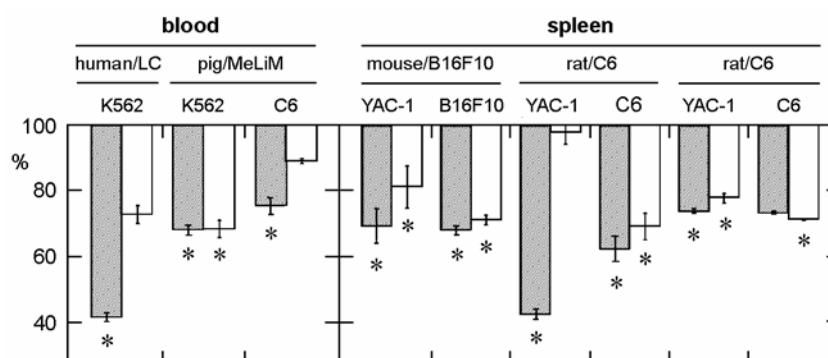 blood spleen
human/LC pig/MeLiM mouse/B16F10 rat/C6 rat/C6
K562 K562 C6 YAC-1 B16F10 YAC-1 C6 YAC-1 C6
100
%
80
* * * * * * * * * *
60
* *
40
* *